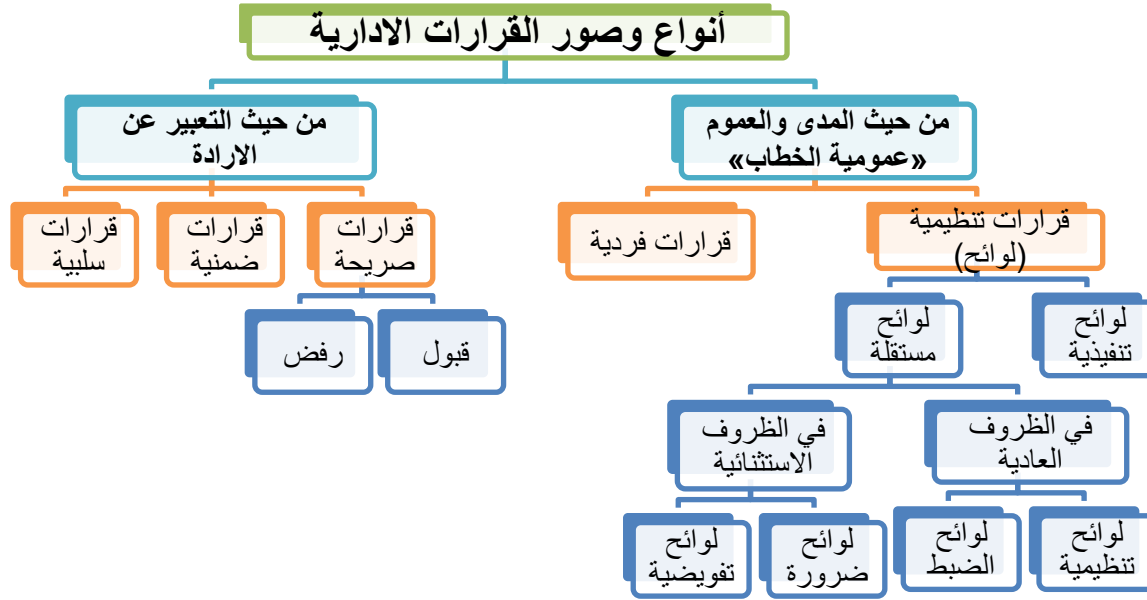 أنواع وصور القرارات الادارية
من حيث المدى والعموم
«عمومية الخطاب»
من حيث التعبير عن
الارادة
قرارات تنظيمية
(لوائح)
قرارات فردية
قرارات
صريحة
قرارات
ضمنية
قرارات
سلبية
لوائح
تنفيذية
لوائح
مستقلة
قبول
رفض
في الظروف
العادية
في الظروف
الاستثنائية
لوائح
تنظيمية
لوائح
الضبط
لوائح
ضرورة
لوائح
تفويضية